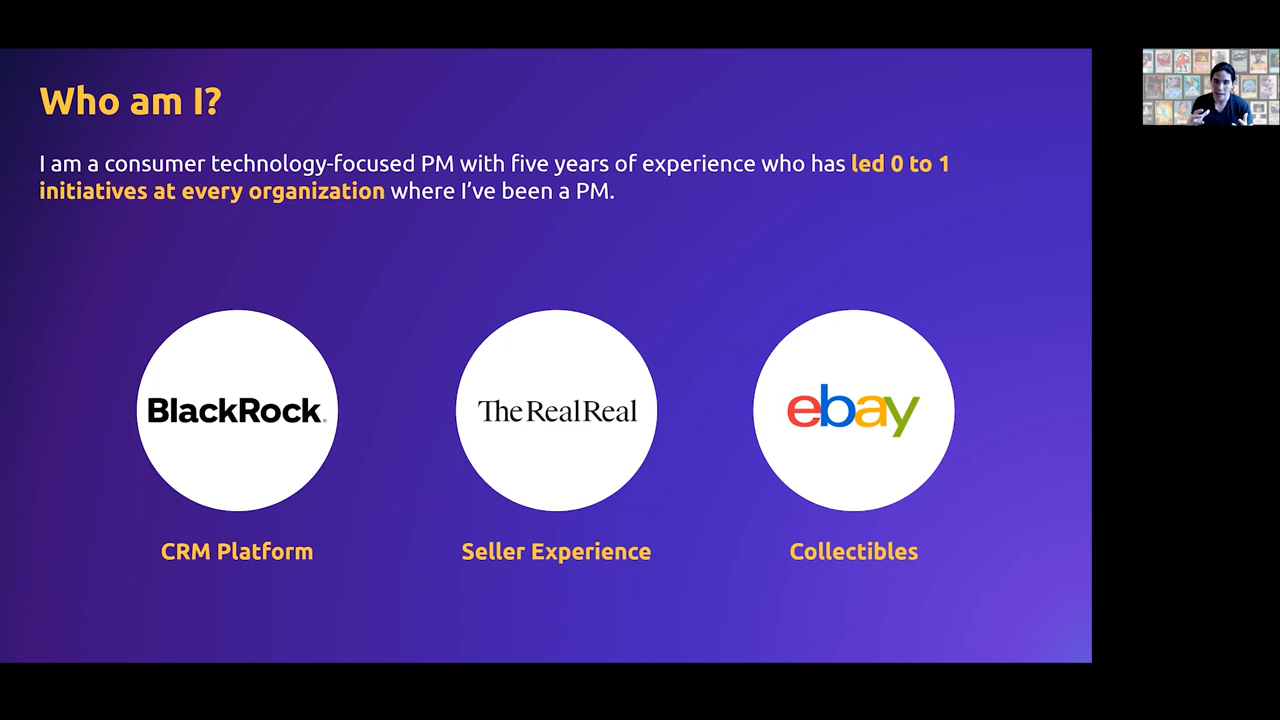 Who am I?
I am a consumer technology-focused PM with five years of experience who has led 0 to 1
initiatives at every organization where I’ve been a PM.
BlackRock®
TheRealReal
ebay
CRM Platform
Seller Experience
Collectibles